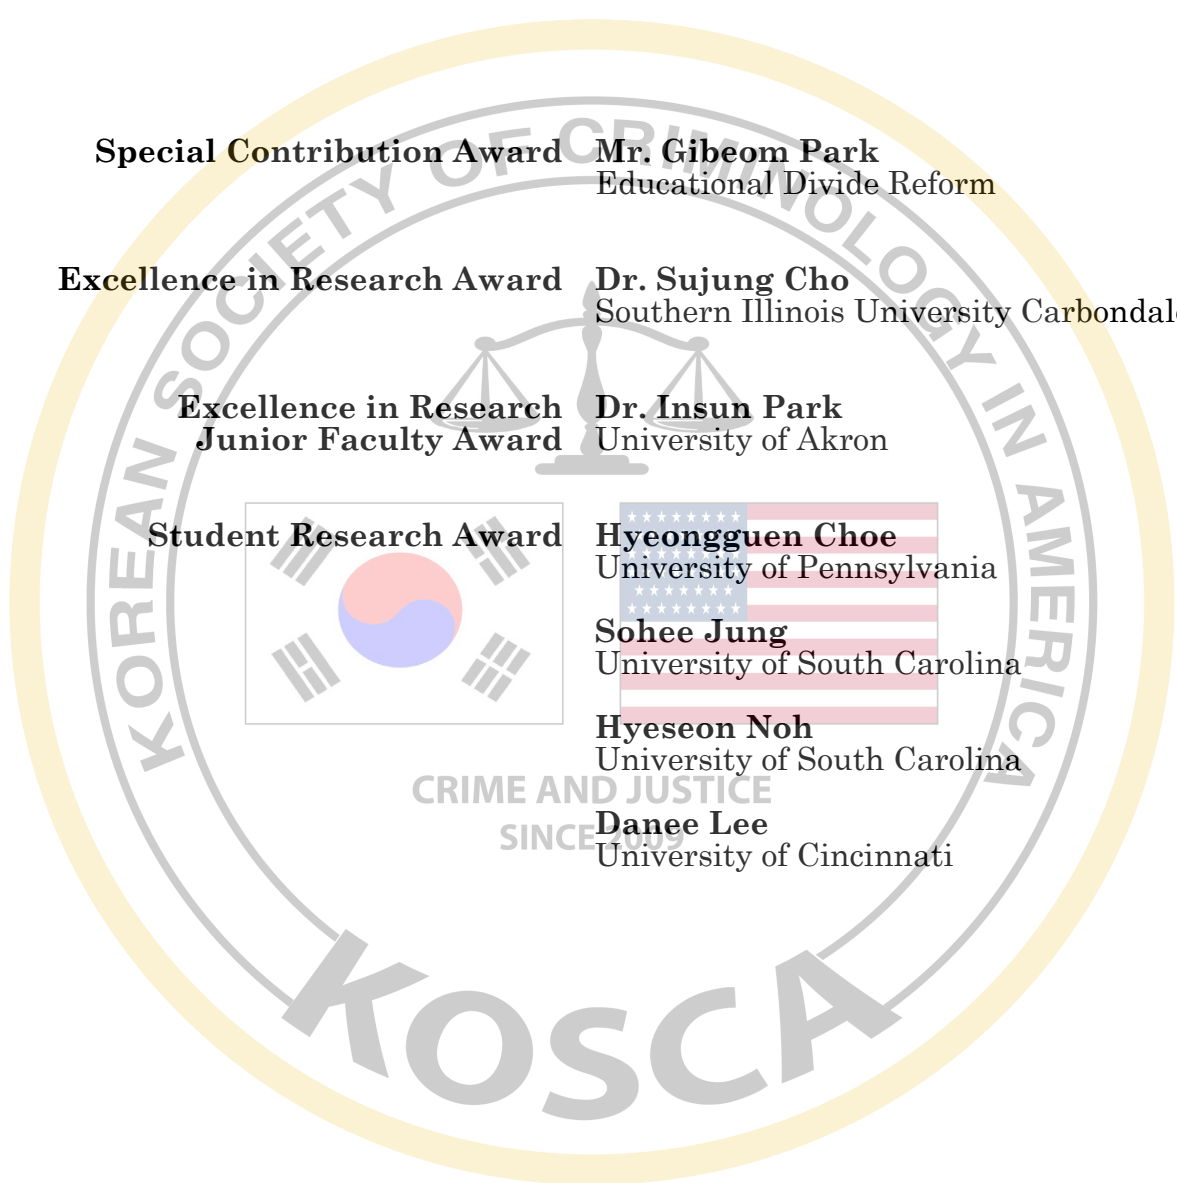 KOREAN SOCIETY OF CRIMINOLOGY IN AMERICA
Special Contribution Award Mr. Gibeom Park
Educational Divide Reform
Excellence in Research Award Dr. Sujung Cho
Southern Illinois University Carbondale
Excellence in Research Dr. Insun Park
Junior Faculty Award University of Akron
Student Research Award Hyeongguen Choe
University of Pennsylvania
Sohee Jung
University of South Carolina
Hyeseon Noh
University of South Carolina
Danee Lee
University of Cincinnati
CRIME AND JUSTICE
SINCE 2009
KOSCA